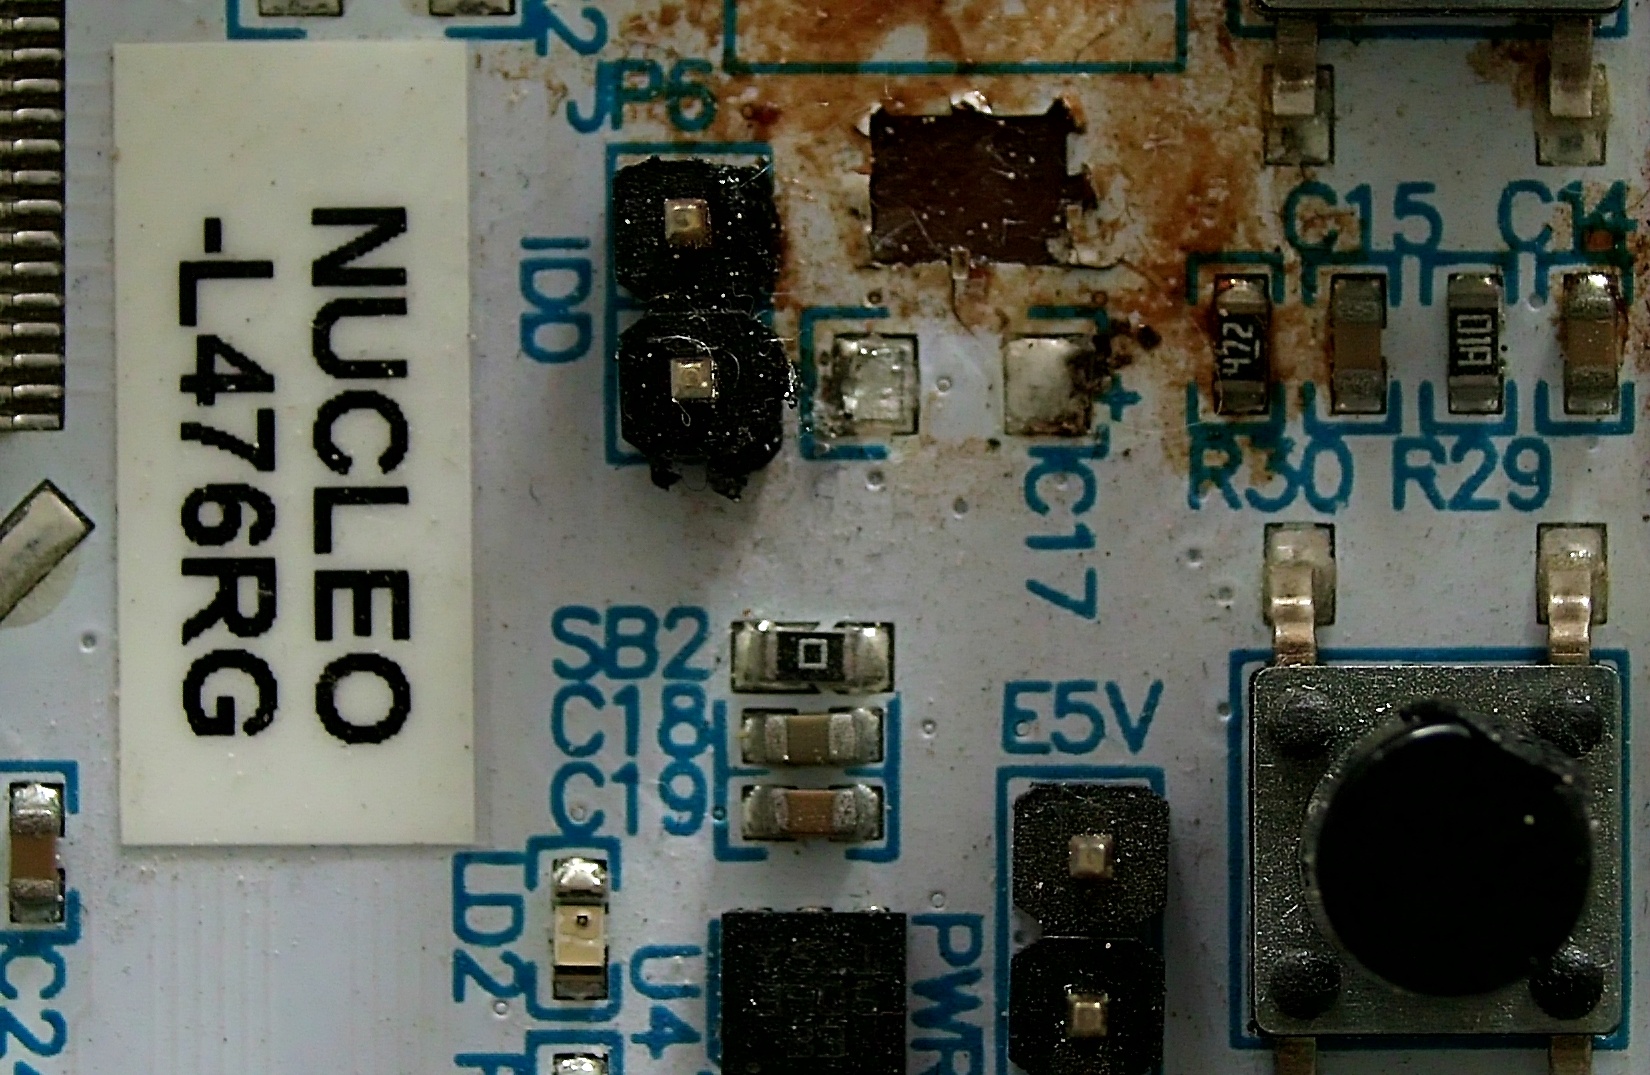 JP6
IDD
NUCLEO
-L476RG
C15
C14
472
01A
R30
R29
+
C17
SB2
C18
C19
E5V
LD2
U4
PWR
C24